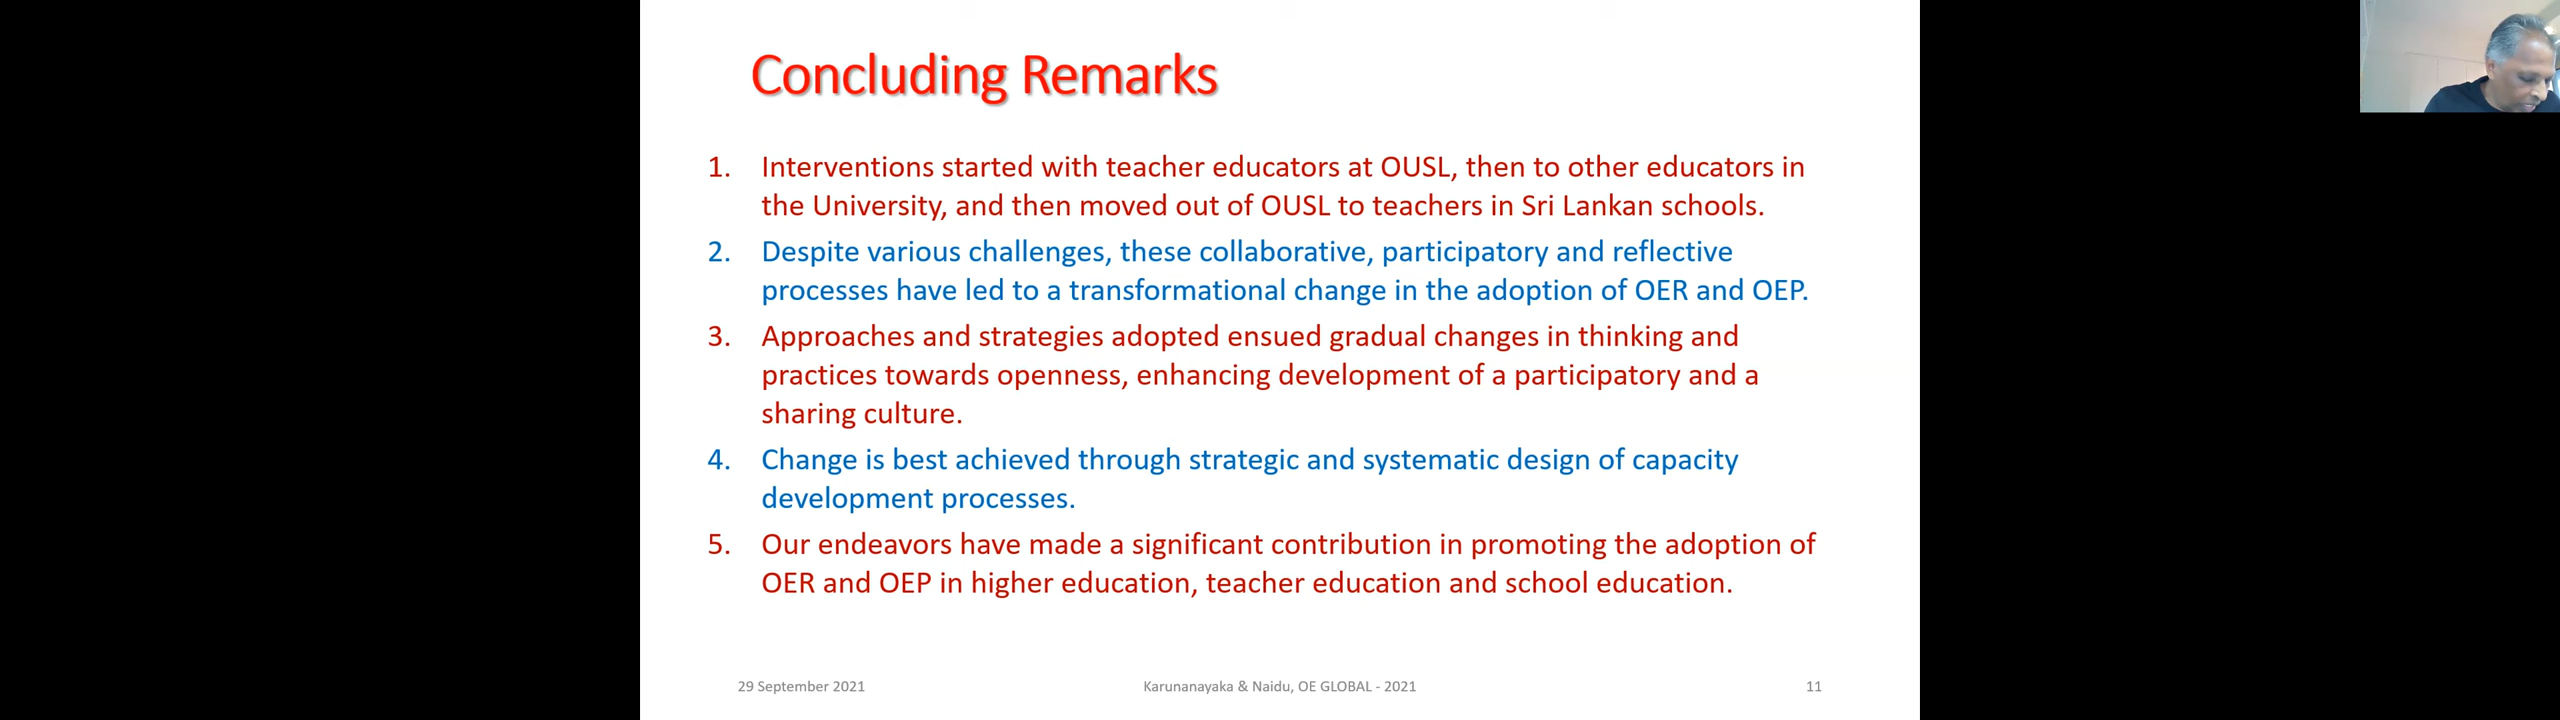 Concluding Remarks
1. Interventions started with teacher educators at OUSL, then to other educators in
the University, and then moved out of OUSL to teachers in Sri Lankan schools.
2. Despite various challenges, these collaborative, participatory and reflective
processes have led to a transformational change in the adoption of OER and OEP.
3. Approaches and strategies adopted ensued gradual changes in thinking and
practices towards openness, enhancing development of a participatory and a
sharing culture.
4. Change is best achieved through strategic and systematic design of capacity
development processes.
5. Our endeavors have made a significant contribution in promoting the adoption of
OER and OEP in higher education, teacher education and school education.
29 September 2021
Karunanayaka & Naidu, OE GLOBAL - 2021
11